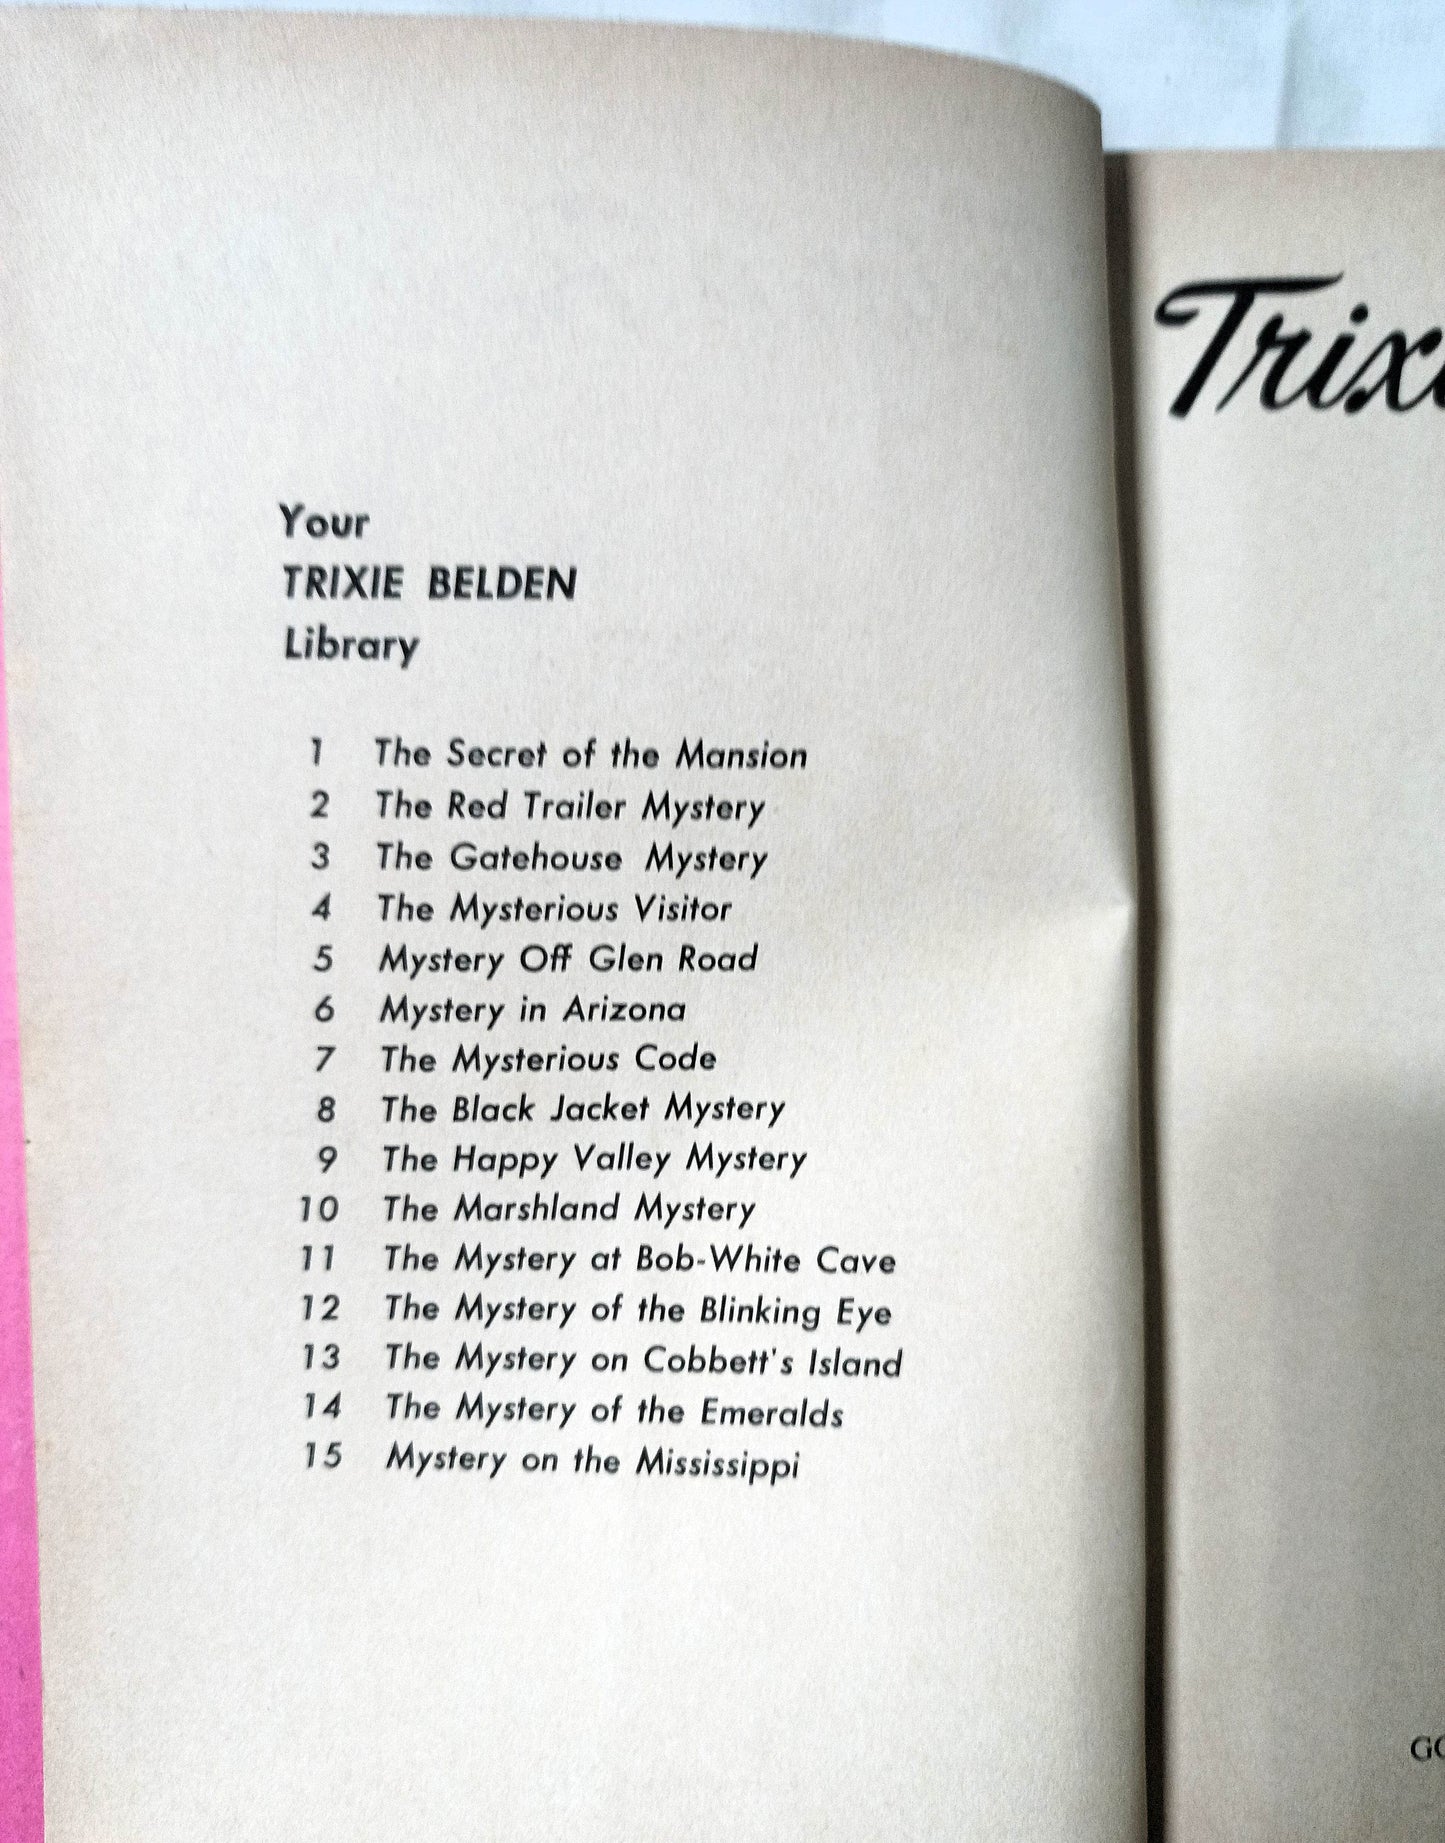 Your
TRIXIE BELDEN
Library
1 The Secret of the Mansion
2 The Red Trailer Mystery
3 The Gatehouse Mystery
4 The Mysterious Visitor
5 Mystery Off Glen Road
6 Mystery in Arizona
7 The Mysterious Code
8 The Black Jacket Mystery
9 The Happy Valley Mystery
10 The Marshland Mystery
11 The Mystery at Bob-White Cave
12 The Mystery of the Blinking Eye
13 The Mystery on Cobbett's Island
14 The Mystery of the Emeralds
15 Mystery on the Mississippi
Trixi